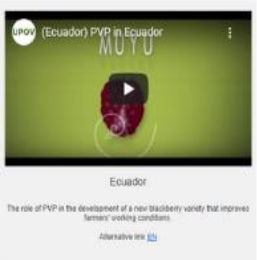 UPOV (Ecuador) PVP in Ecuador
MUYU
Ecuador
The role of PVP in the development of a new blackberry variety that improves
farmers' working conditions.
Alternative link: EN